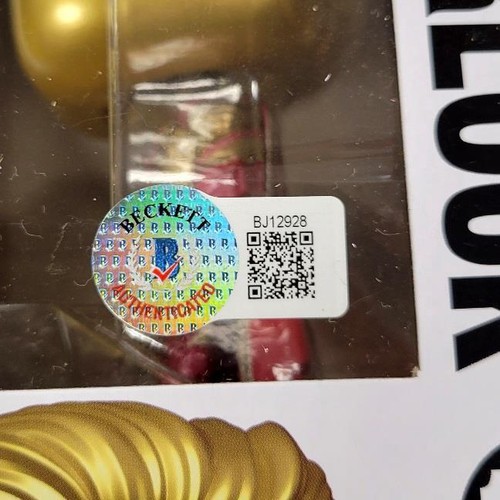 BECKETT
B
AUTHENTICATED
BJ12928